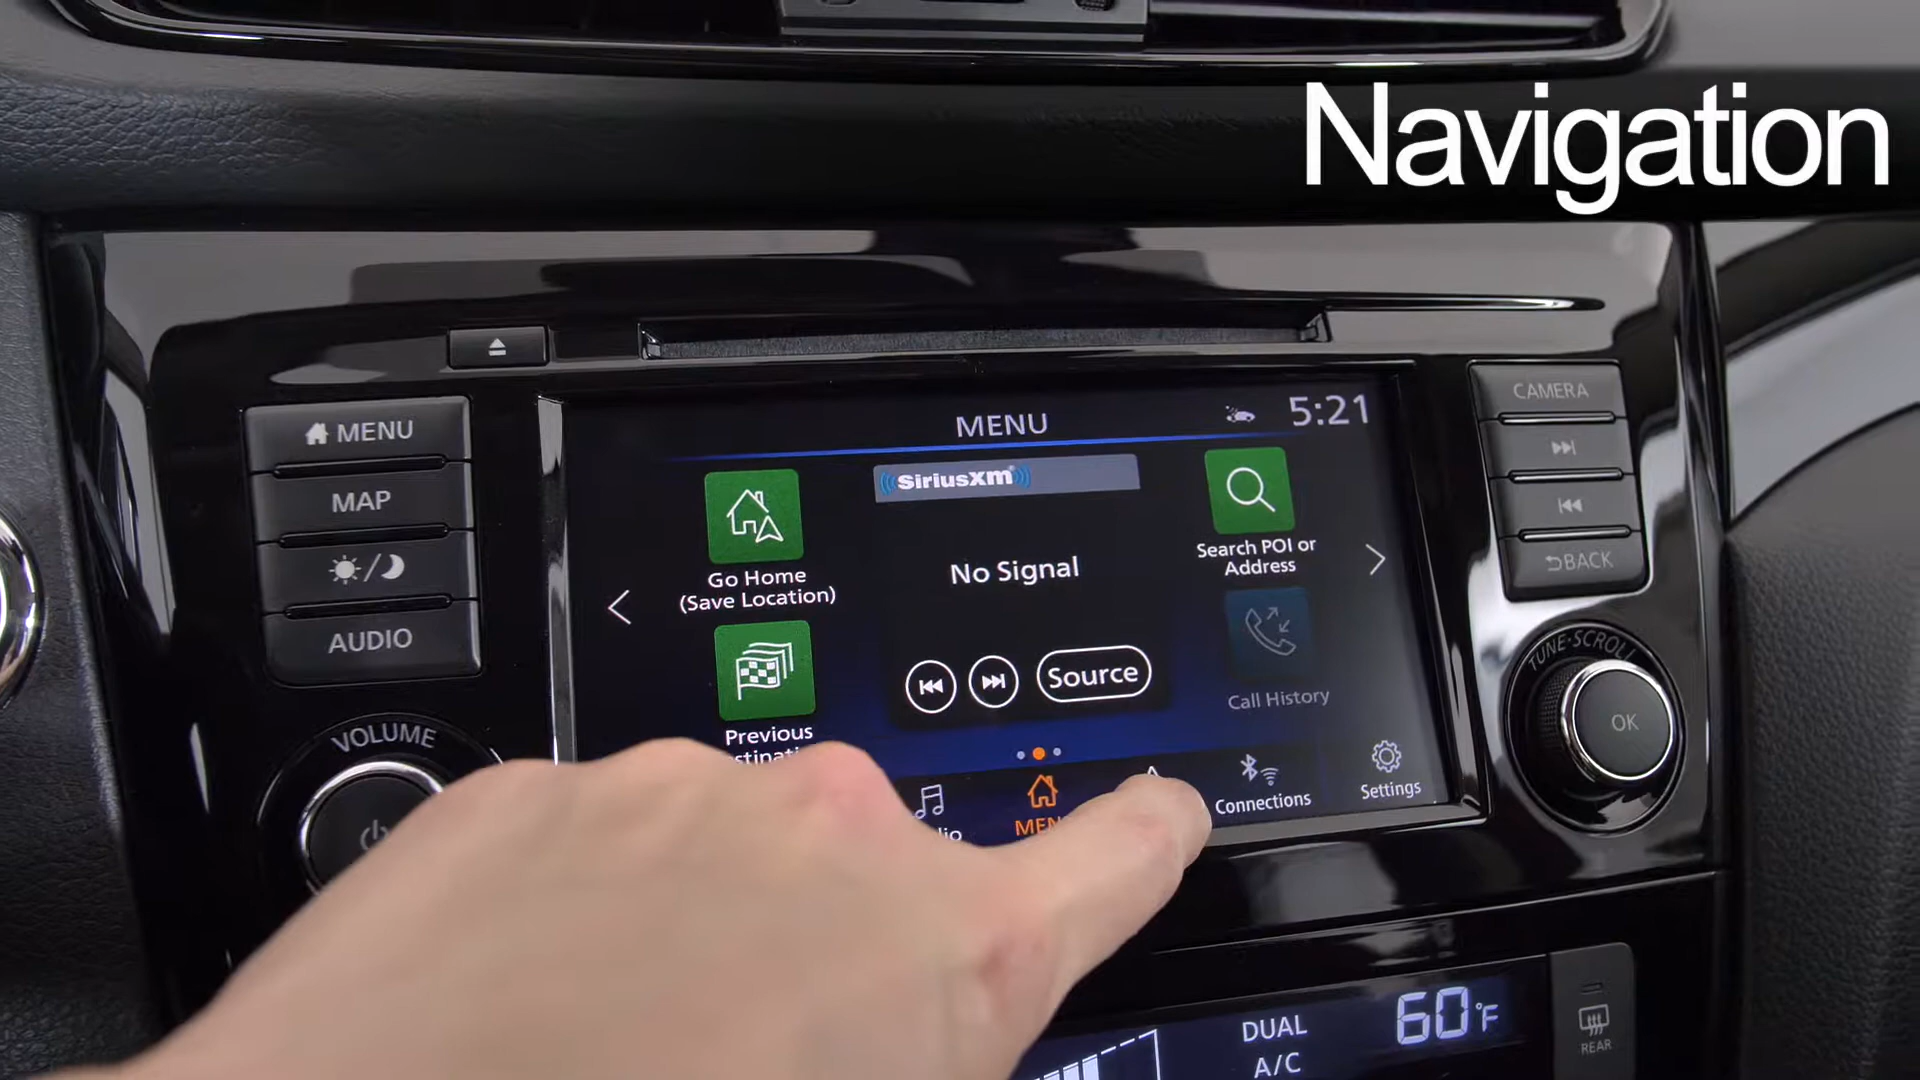 Navigation
MENU
MAP
AUDIO
VOLUME
MENU
5:21
SiriusXm
Go Home
(Save Location)
No Signal
Search POI or
Address
Previous
Source
Call History
Connections
Settings
CAMERA
BACK
TUNE·SCROLL
OK
DUAL
A/C
60°F
REAR